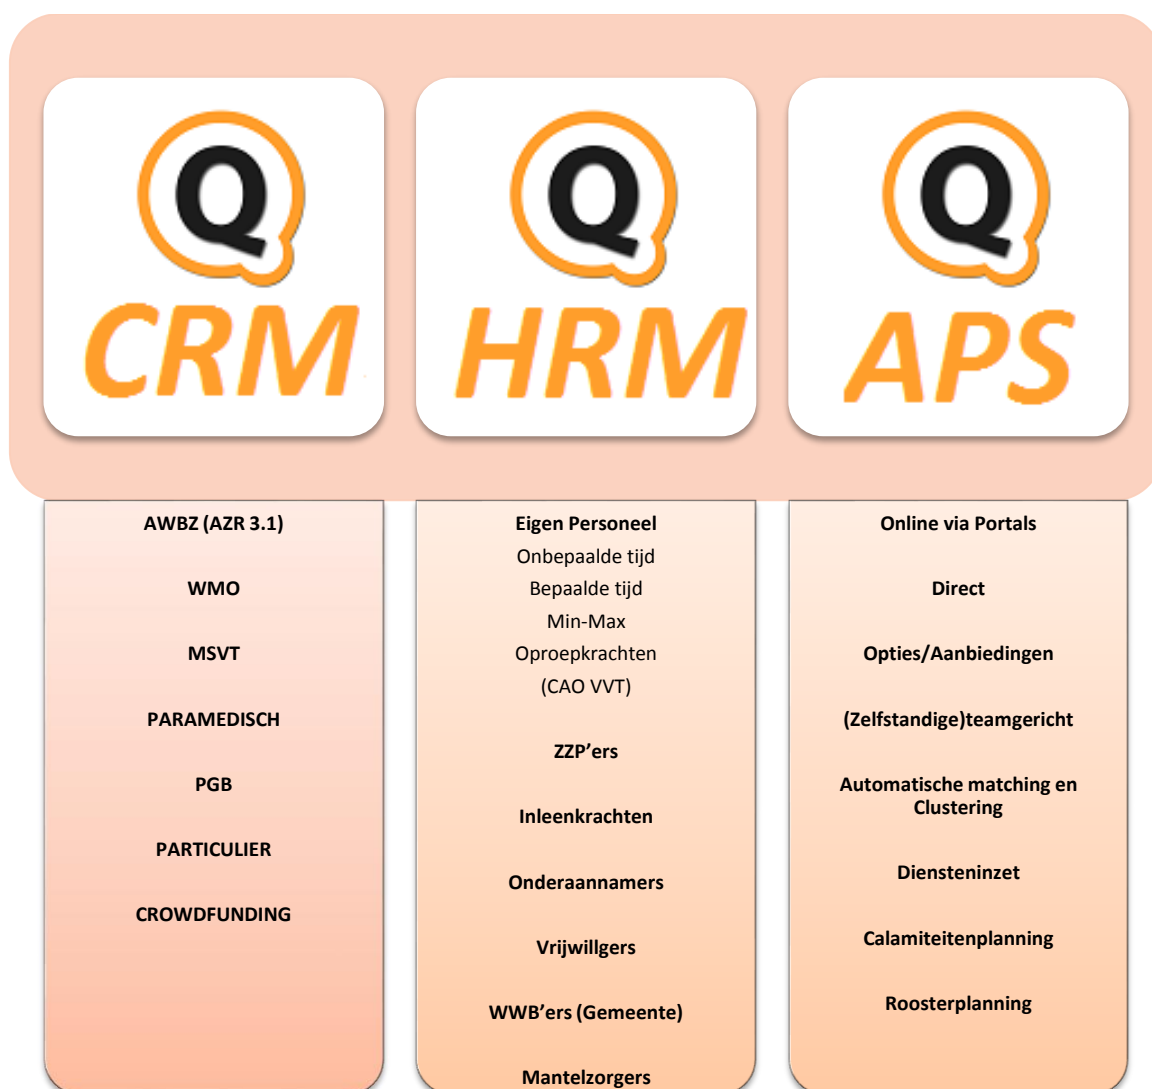 Q
CRM
Q
HRM
Q
APS
AWBZ (AZR 3.1)
WMO
MSVT
PARAMEDISCH
PGB
PARTICULIER
CROWDFUNDING
Eigen Personeel
Onbepaalde tijd
Bepaalde tijd
Min-Max
Oproepkrachten
(CAO VVT)
ZZP’ers
Inleenkrachten
Onderaannamers
Vrijwillgers
WWB’ers (Gemeente)
Mantelzorgers
Online via Portals
Direct
Opties/Aanbiedingen
(Zelfstandige)teamgericht
Automatische matching en
Clustering
Diensteninzet
Calamiteitenplanning
Roosterplanning